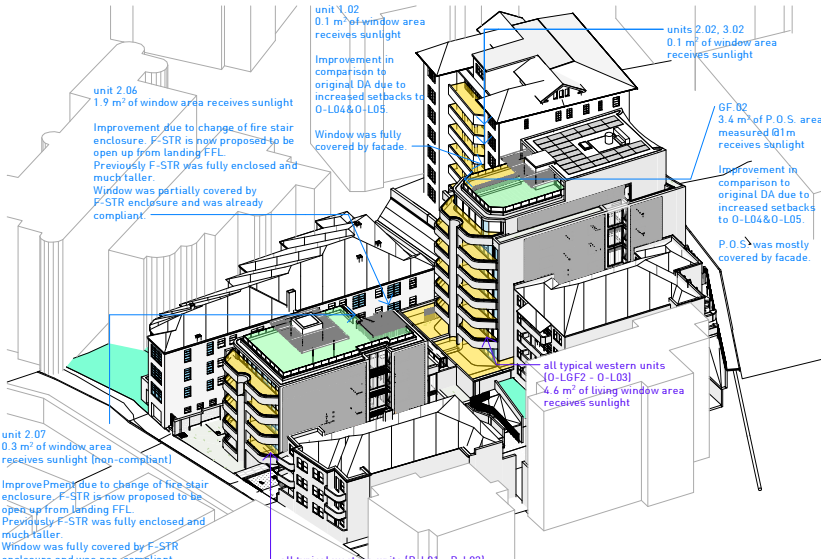 unit 1.02
0.1 m² of window area
receives sunlight
Improvement in
comparison to
original DA due to
increased setbacks to
O-L04&O-L05.
Window was fully
covered by facade.
units 2.02, 3.02
0.1 m² of window area
receives sunlight
unit 2.06
1.9 m² of window area receives sunlight
Improvement due to change of fire stair
enclosure. F-STR is now proposed to be
open up from landing FFL.
Previously F-STR was fully enclosed and
much taller.
Window was partially covered by
F-STR enclosure and was already
compliant.
GF.02
3.4 m² of P.O.S. area
measured @1m
receives sunlight
Improvement in
comparison to
original DA due to
increased setbacks
to O-L04&O-L05.
P.O.S. was mostly
covered by facade.
all typical western units
(O-LGF2 - O-L03)
4.6 m² of living window area
receives sunlight
unit 2.07
0.3 m² of window area
receives sunlight (non-compliant)
ImprovePment due to change of fire stair
enclosure. F-STR is now proposed to be
open up from landing FFL.
Previously F-STR was fully enclosed and
much taller.
Window was fully covered by F-STR